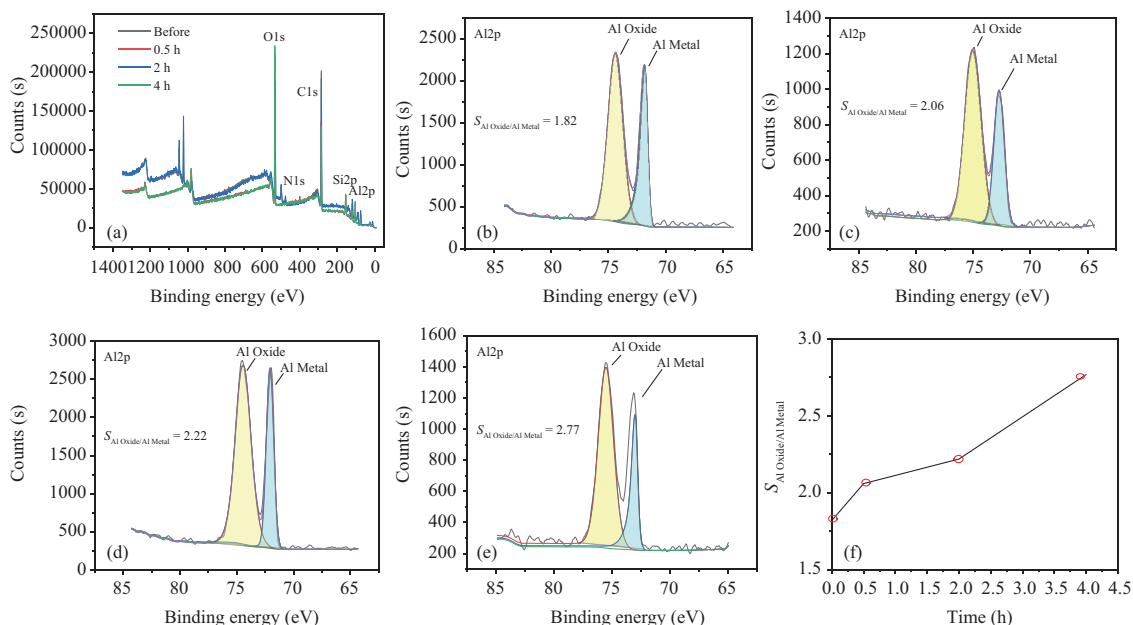 Before
0.5 h
2 h
4 h
O1s
C1s
N1s
Si2p
Al2p
250000
200000
150000
100000
50000
0
1400
1200
1000
800
600
400
200
0
Counts (s)
Binding energy (eV)
(a)
Al2p
Al Oxide
Al Metal
S Al Oxide/Al Metal = 1.82
2500
2000
1500
1000
500
0
85
80
75
70
65
Counts (s)
Binding energy (eV)
(b)
Al2p
Al Oxide
Al Metal
S Al Oxide/Al Metal = 2.06
1400
1200
1000
800
600
400
200
85
80
75
70
65
Counts (s)
Binding energy (eV)
(c)
Al2p
Al Oxide
Al Metal
S Al Oxide/Al Metal = 2.22
3000
2500
2000
1500
1000
500
0
85
80
75
70
65
Counts (s)
Binding energy (eV)
(d)
Al2p
Al Oxide
Al Metal
S Al Oxide/Al Metal = 2.77
1600
1400
1200
1000
800
600
400
200
85
80
75
70
65
Counts (s)
Binding energy (eV)
(e)
3.0
2.5
2.0
1.5
0.0
0.5
1.0
1.5
2.0
2.5
3.0
3.5
4.0
4.5
S Al Oxide/Al Metal
Time (h)
(f)